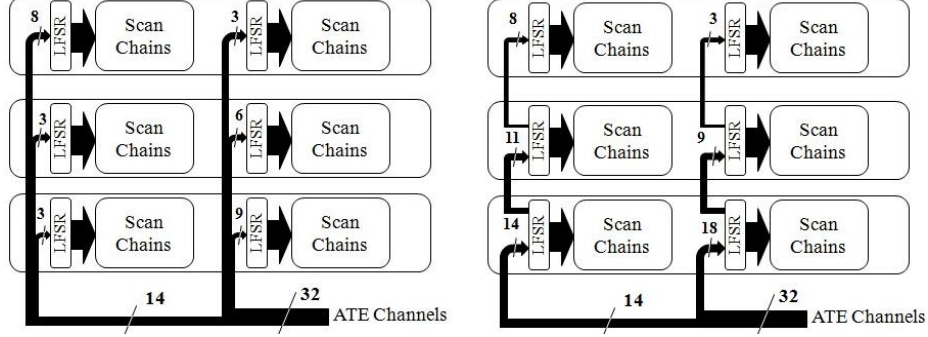 8 LFSR Scan Chains 3 LFSR Scan Chains
3 LFSR Scan Chains 6 LFSR Scan Chains
3 LFSR Scan Chains 9 LFSR Scan Chains
14 32 ATE Channels
8 LFSR Scan Chains 3 LFSR Scan Chains
11 LFSR Scan Chains 9 LFSR Scan Chains
14 LFSR Scan Chains 18 LFSR Scan Chains
14 32 ATE Channels